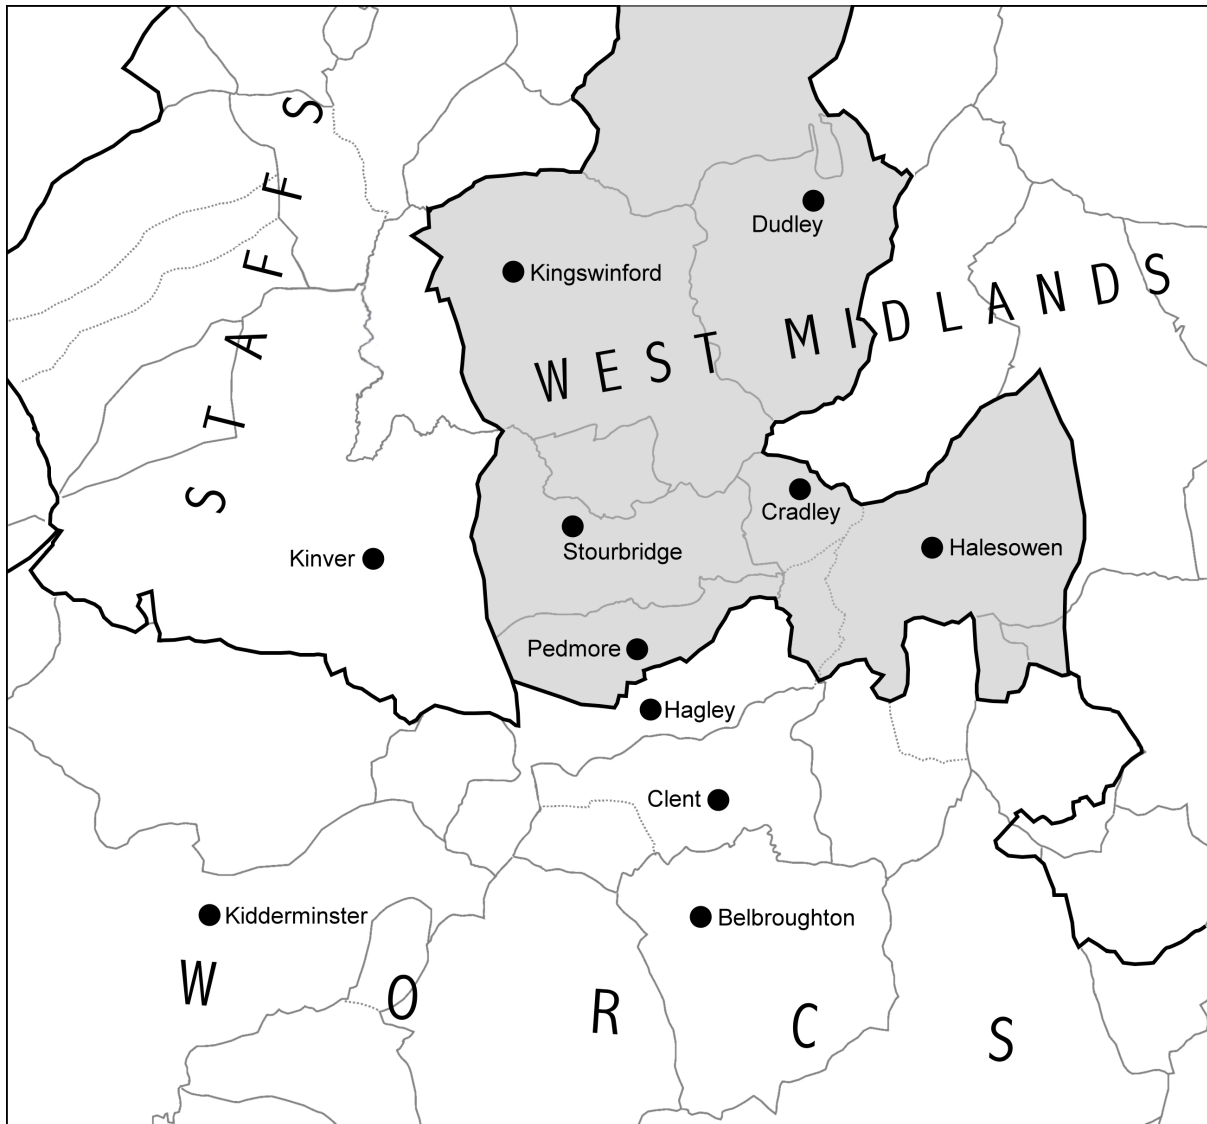 STAFFS
Dudley
Kingswinford
WEST MIDLANDS
Cradley
Stourbridge
Halesowen
Kinver
Pedmore
Hagley
Clent
Kidderminster
Belbroughton
WORCS